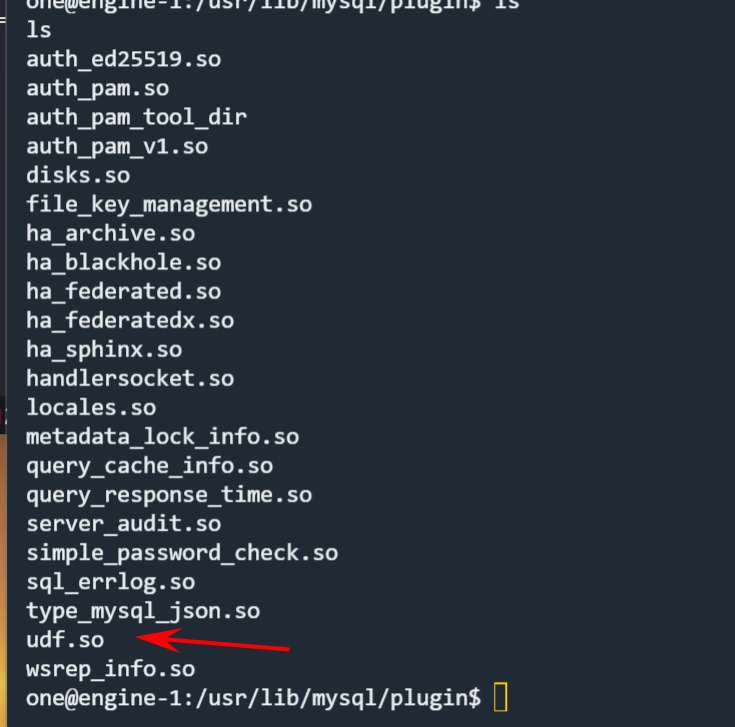 one@engine-1:/usr/lib/mysql/plugin$ ls
ls
auth_ed25519.so
auth_pam.so
auth_pam_tool_dir
auth_pam_v1.so
disks.so
file_key_management.so
ha_archive.so
ha_blackhole.so
ha_federated.so
ha_federatedx.so
ha_sphinx.so
handlersocket.so
locales.so
metadata_lock_info.so
query_cache_info.so
query_response_time.so
server_audit.so
simple_password_check.so
sql_errlog.so
type_mysql_json.so
udf.so
wsrep_info.so
one@engine-1:/usr/lib/mysql/plugin$